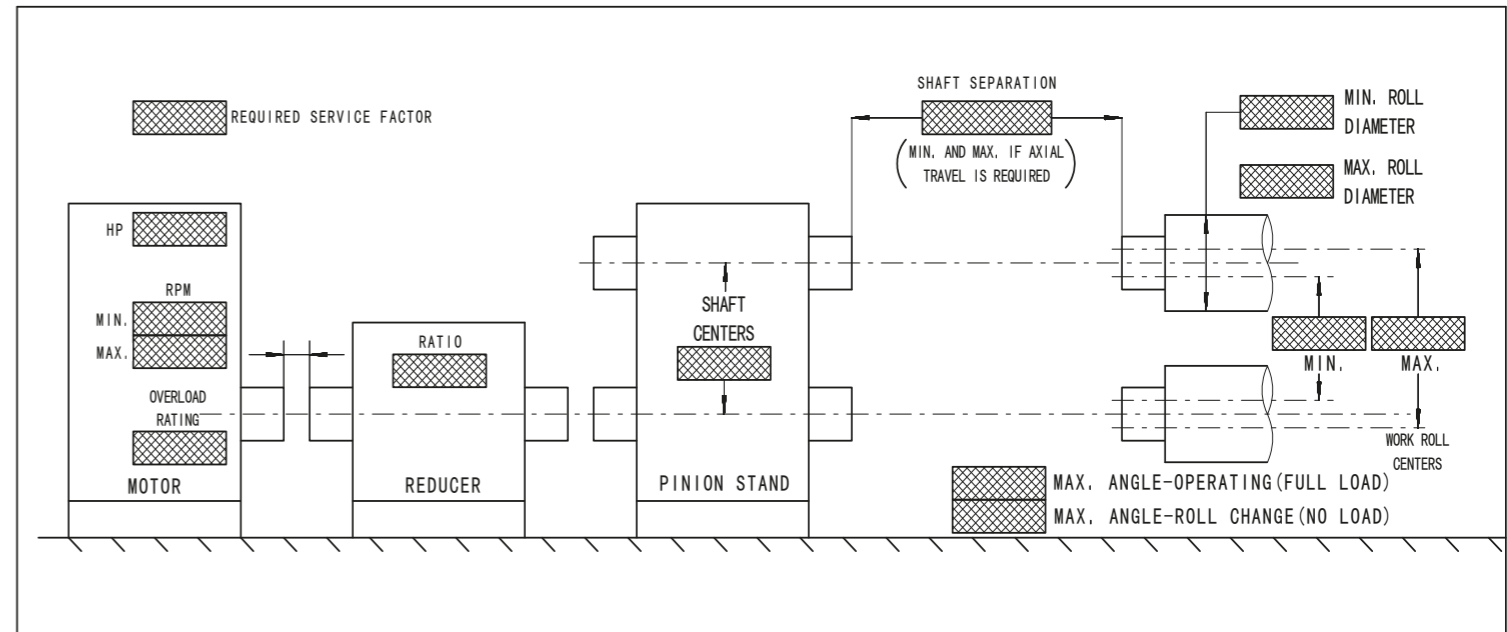 REQUIRED SERVICE FACTOR
SHAFT SEPARATION
(MIN. AND MAX. IF AXIAL
TRAVEL IS REQUIRED)
MIN. ROLL
DIAMETER
MAX. ROLL
DIAMETER
HP
RPM
MIN.
MAX.
OVERLOAD
RATING
MOTOR
RATIO
REDUCER
SHAFT
CENTERS
PINION STAND
MIN.
MAX.
WORK ROLL
CENTERS
MAX. ANGLE-OPERATING(FULL LOAD)
MAX. ANGLE-ROLL CHANGE(NO LOAD)